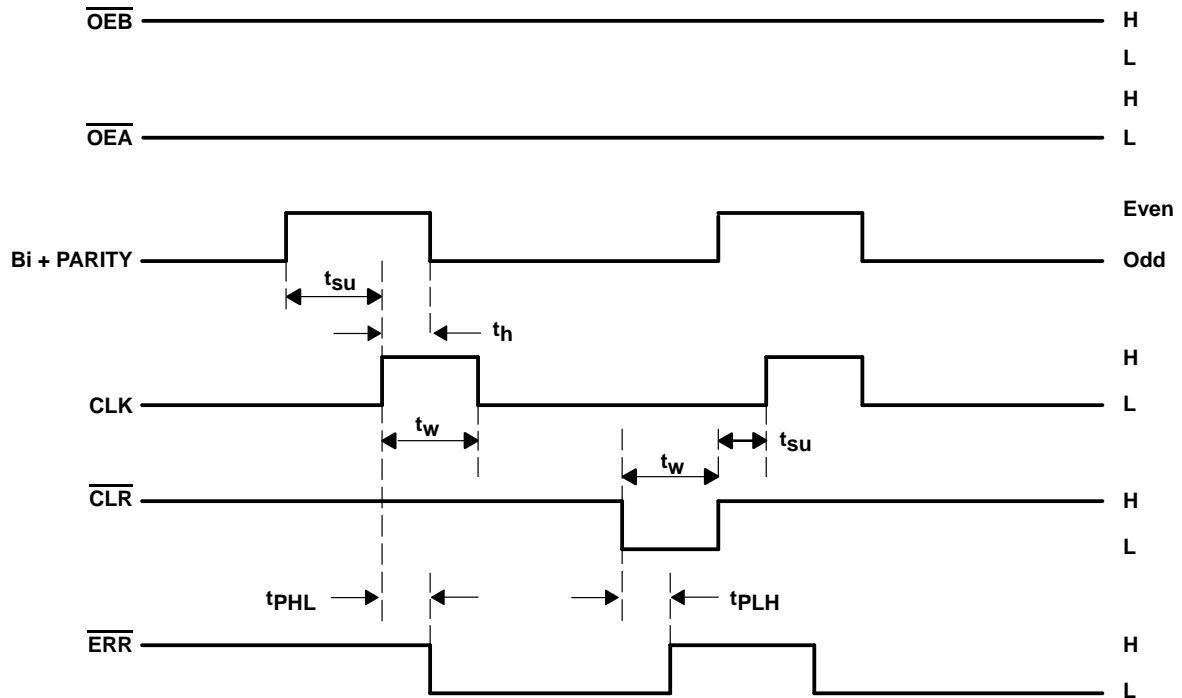 OEB H
L
H
OEA L
Even
Bi + PARITY Odd
tsu
th
H
CLK L
tw tsu
tw
CLR H
L
tPHL tPLH
ERR H
L